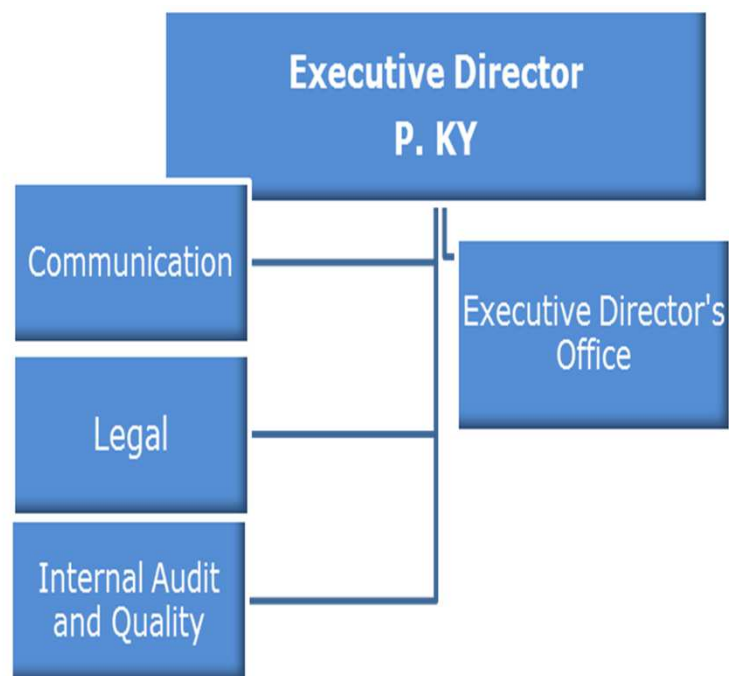 Executive Director
P. KY
Communication
Executive Director's
Office
Legal
Internal Audit
and Quality